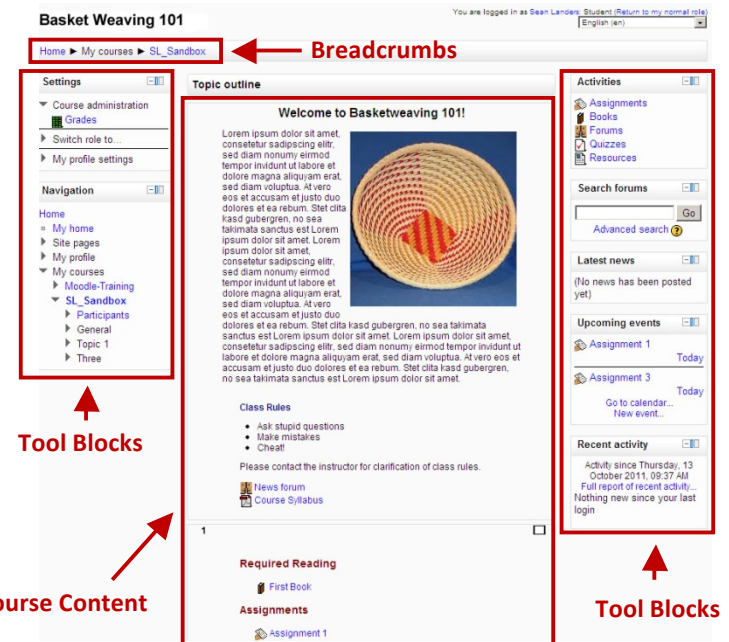 Basket Weaving 101
You are logged in as Sean Landers: Student (Return to my normal role)
English (en)
Home ► My courses ► SL_Sandbox
Breadcrumbs
Settings
Course administration
Grades
Switch role to...
My profile settings
Navigation
Home
My home
Site pages
My profile
My courses
Moodle-Training
SL_Sandbox
Participants
General
Topic 1
Three
Tool Blocks
Topic outline
Welcome to Basketweaving 101!
Lorem ipsum dolor sit amet,
consetetur sadipscing elitr,
sed diam nonumy eirmod
tempor invidunt ut labore et
dolore magna aliquyam erat,
sed diam voluptua. At vero
eos et accusam et justo duo
dolores et ea rebum. Stet clita
kasd gubergren, no sea
takimata sanctus est Lorem
ipsum dolor sit amet. Lorem
ipsum dolor sit amet,
consetetur sadipscing elitr,
sed diam nonumy eirmod
tempor invidunt ut labore et
dolore magna aliquyam erat,
sed diam voluptua. At vero
eos et accusam et justo duo
dolores et ea rebum. Stet clita kasd gubergren, no sea takimata
sanctus est Lorem ipsum dolor sit amet. Lorem ipsum dolor sit amet,
consetetur sadipscing elitr, sed diam nonumy eirmod tempor invidunt ut
labore et dolore magna aliquyam erat, sed diam voluptua. At vero eos et
accusam et justo duo dolores et ea rebum. Stet clita kasd gubergren,
no sea takimata sanctus est Lorem ipsum dolor sit amet.
Class Rules
• Ask stupid questions
• Make mistakes
• Cheat!
Please contact the instructor for clarification of class rules.
News forum
Course Syllabus
1
Required Reading
First Book
Assignments
Assignment 1
ourse Content
Activities
Assignments
Books
Forums
Quizzes
Resources
Search forums
Go
Advanced search ?
Latest news
(No news has been posted
yet)
Upcoming events
Assignment 1
Today
Assignment 3
Today
Go to calendar...
New event...
Recent activity
Activity since Thursday, 13
October 2011, 09:37 AM
Full report of recent activity...
Nothing new since your last
login
Tool Blocks